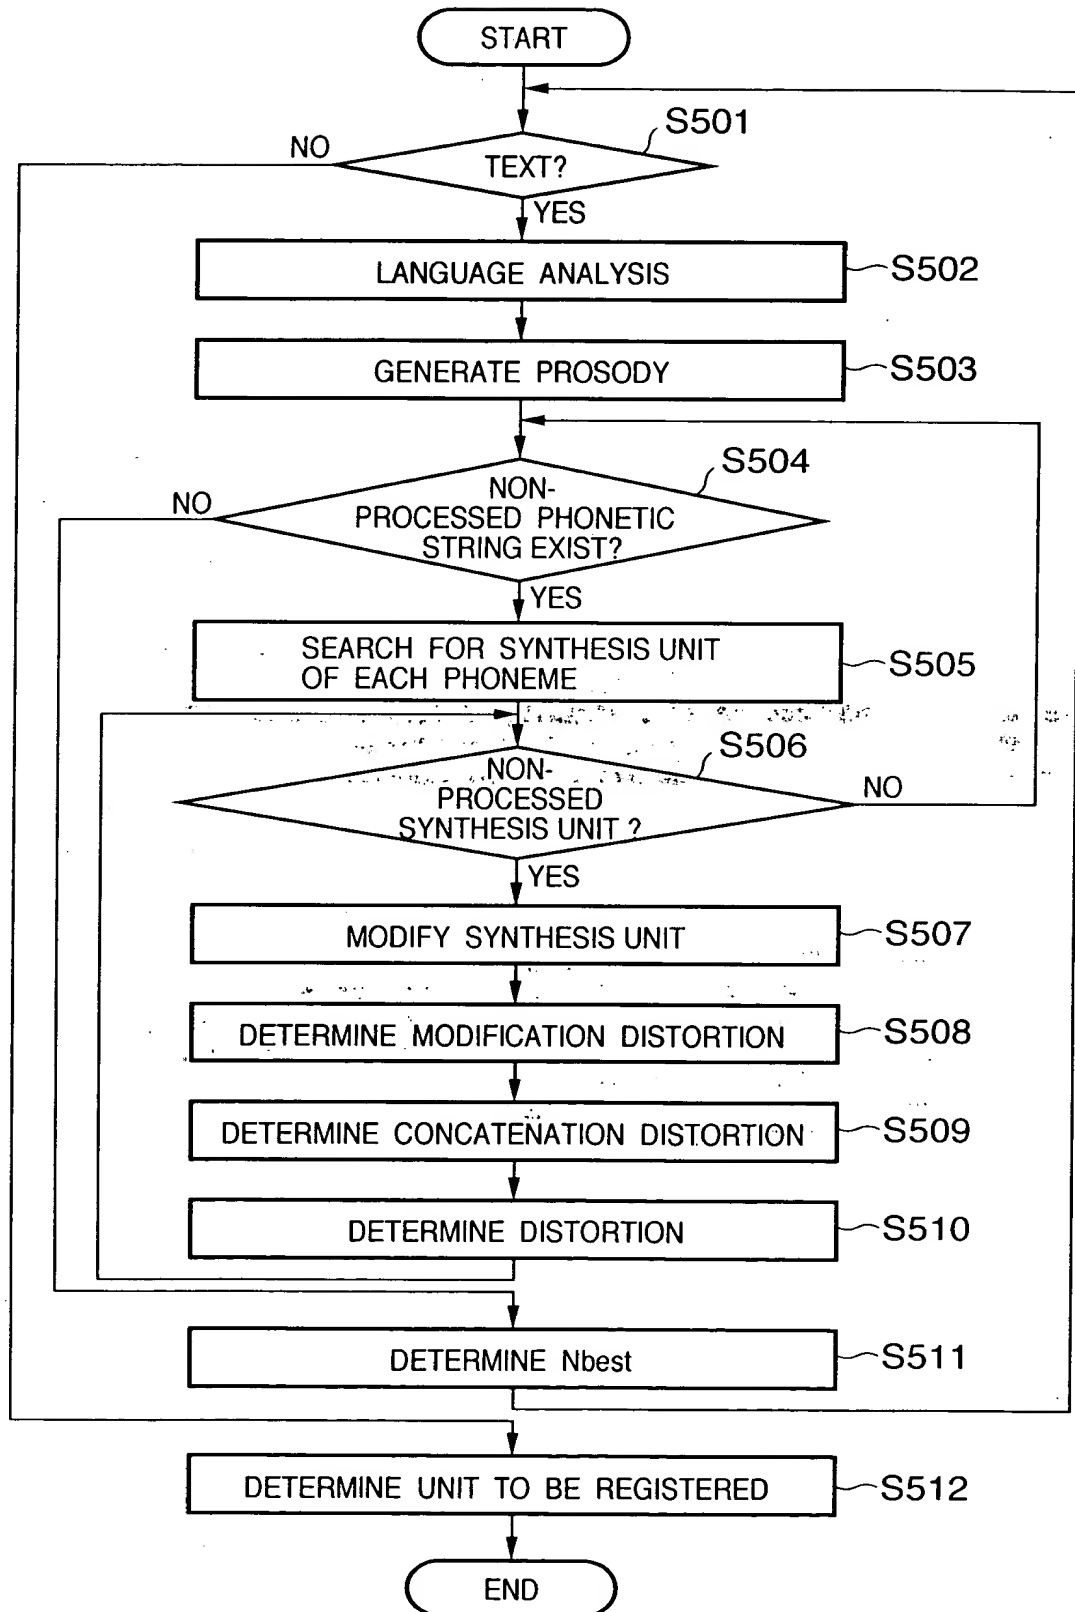 START
S501
NO
TEXT?
YES
LANGUAGE ANALYSIS
S502
GENERATE PROSODY
S503
S504
NO
NON-
PROCESSED PHONETIC
STRING EXIST?
YES
SEARCH FOR SYNTHESIS UNIT
OF EACH PHONEME
S505
S506
NON-
PROCESSED
SYNTHESIS UNIT ?
NO
YES
MODIFY SYNTHESIS UNIT
S507
DETERMINE MODIFICATION DISTORTION
S508
DETERMINE CONCATENATION DISTORTION
S509
DETERMINE DISTORTION
S510
DETERMINE Nbest
S511
DETERMINE UNIT TO BE REGISTERED
S512
END